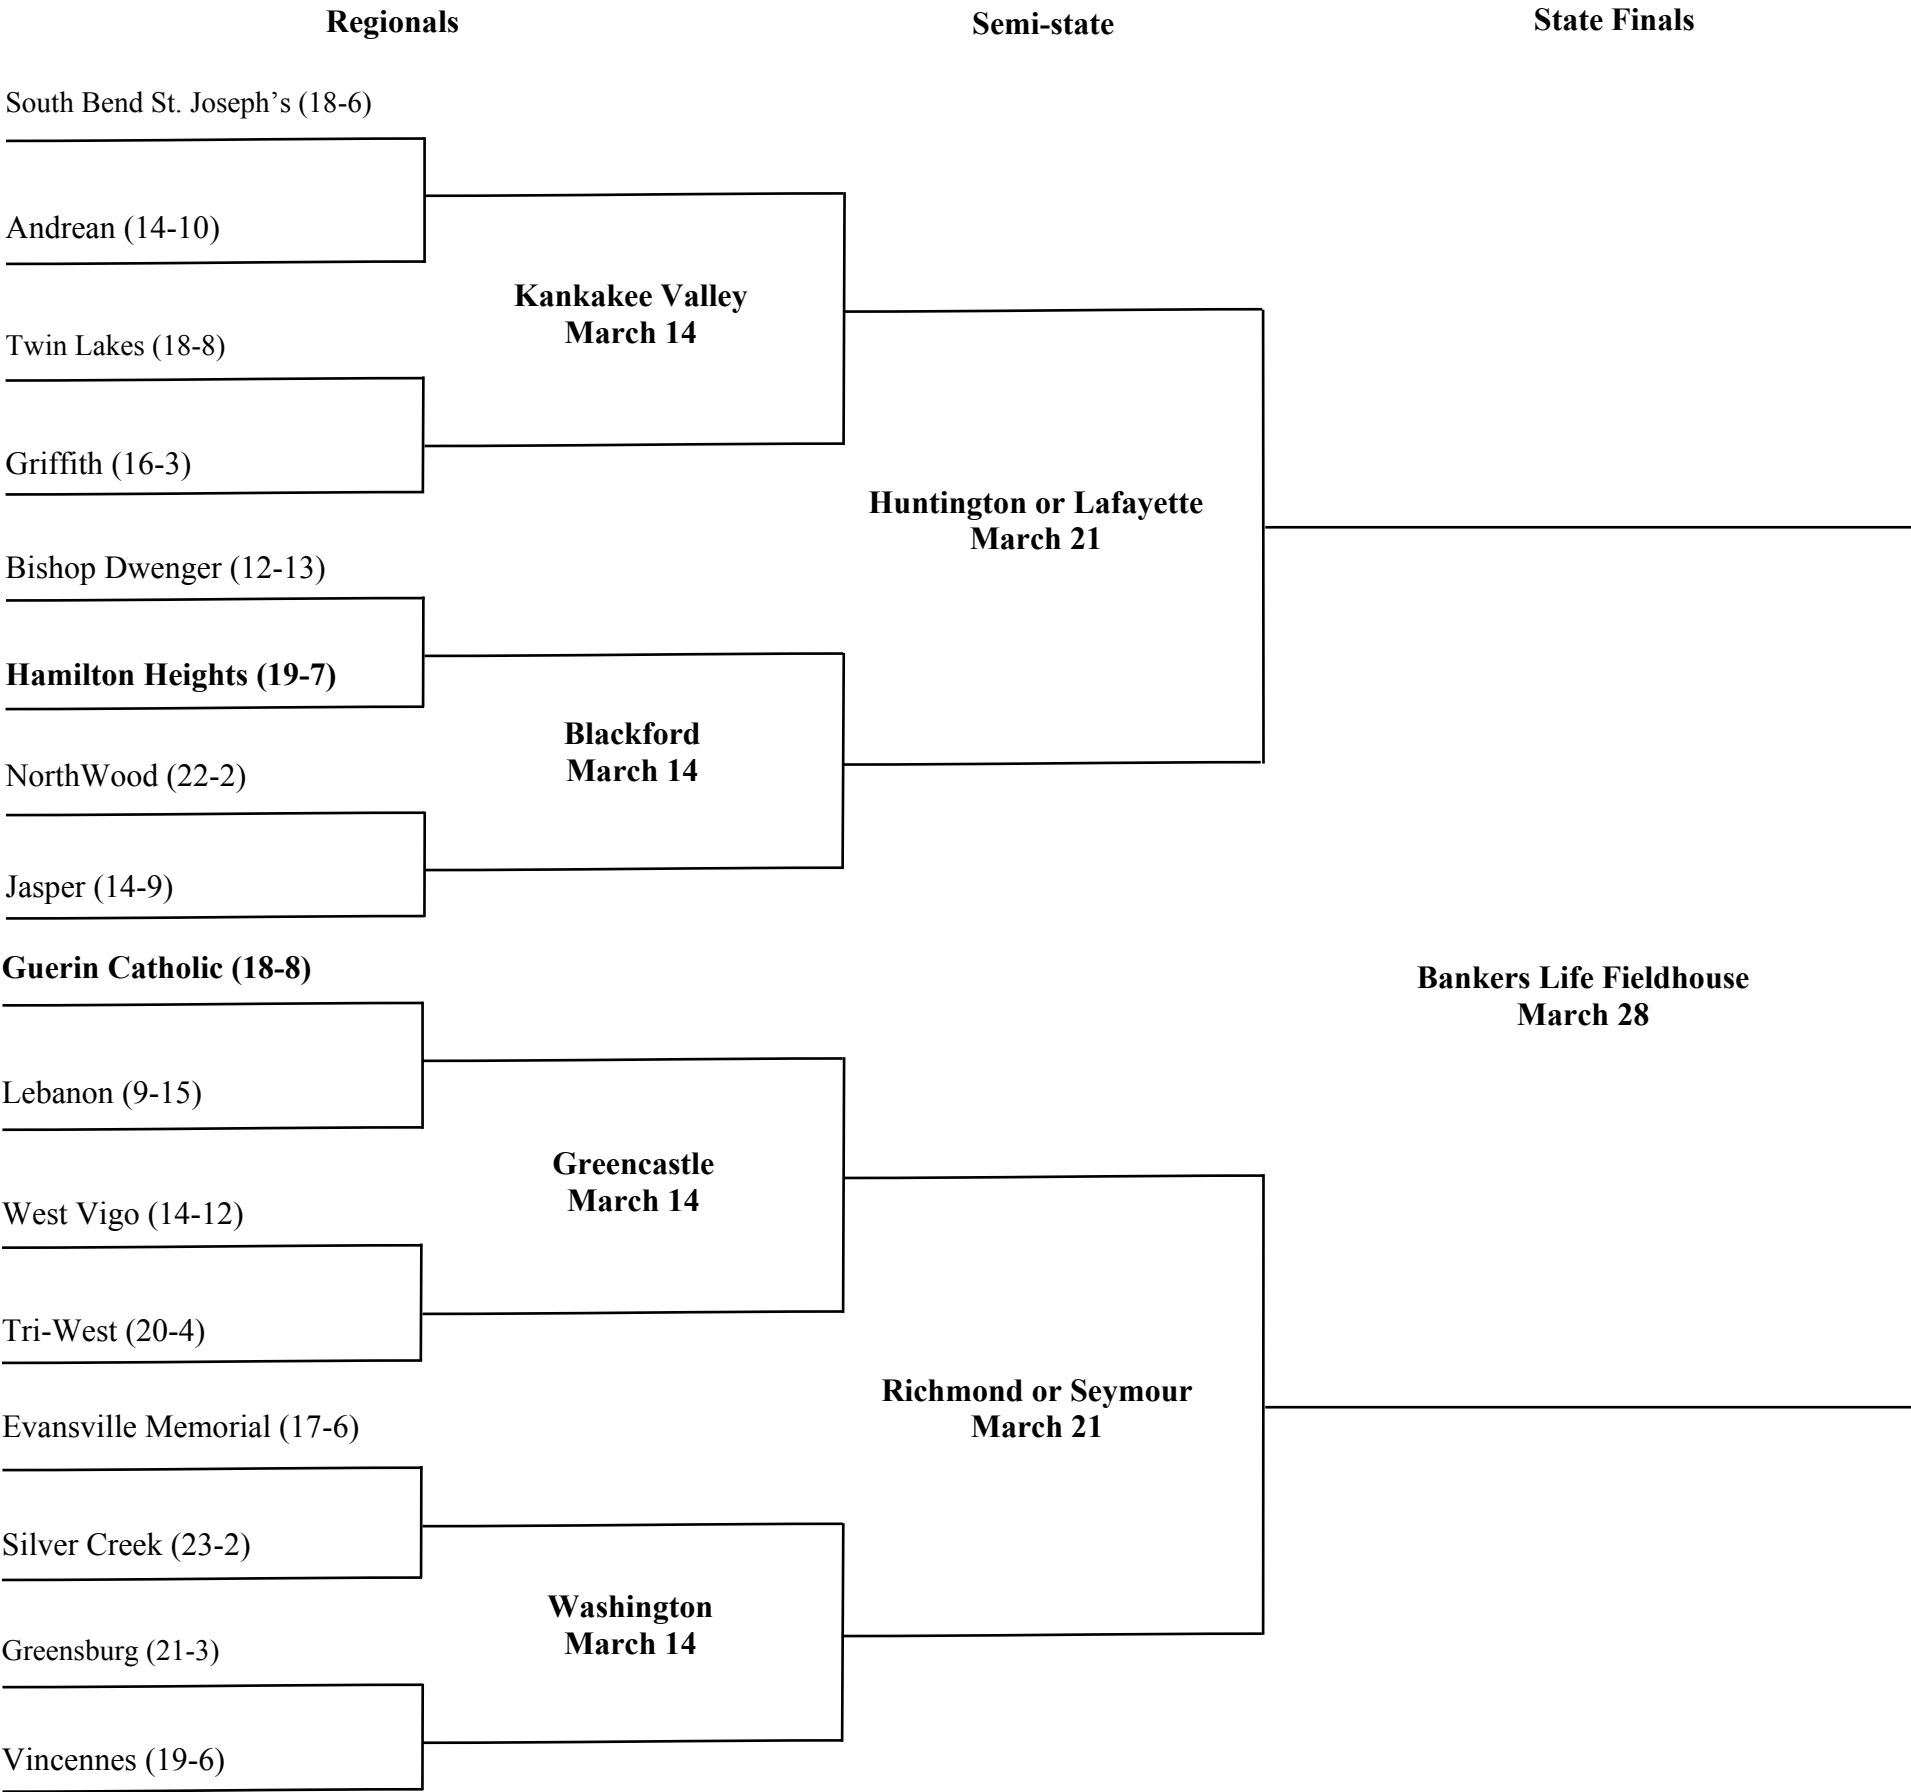 Regionals
Semi-state
State Finals
South Bend St. Joseph’s (18-6)
Andrean (14-10)
Kankakee Valley
March 14
Twin Lakes (18-8)
Griffith (16-3)
Huntington or Lafayette
March 21
Bishop Dwenger (12-13)
Hamilton Heights (19-7)
Blackford
March 14
NorthWood (22-2)
Jasper (14-9)
Guerin Catholic (18-8)
Bankers Life Fieldhouse
March 28
Lebanon (9-15)
Greencastle
March 14
West Vigo (14-12)
Tri-West (20-4)
Richmond or Seymour
March 21
Evansville Memorial (17-6)
Silver Creek (23-2)
Washington
March 14
Greensburg (21-3)
Vincennes (19-6)